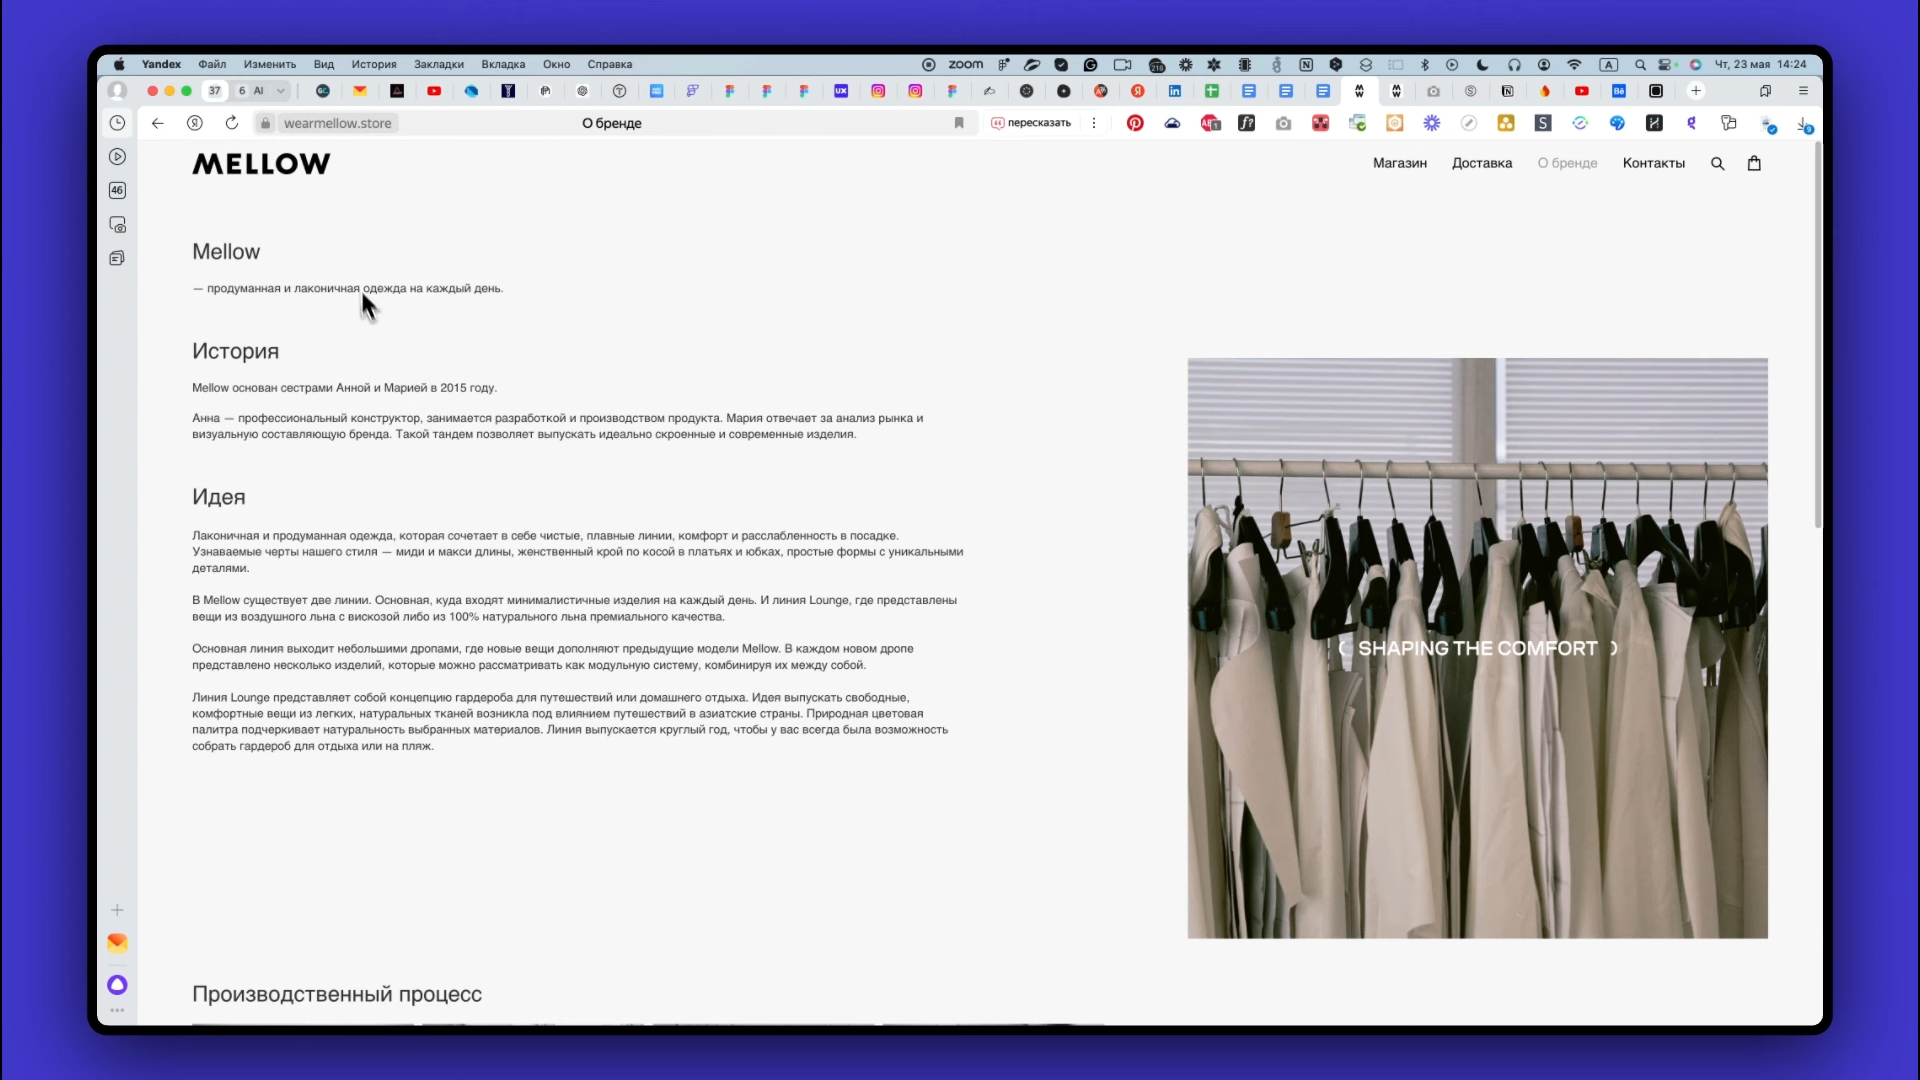 Yandex Файл Изменить Вид История Закладки Вкладка Окно Справка zoom Чт, 23 мая 14:24
37 6 AI
wearmellow.store О бренде пересказать
46
MELLOW Магазин Доставка О бренде Контакты
Mellow
— продуманная и лаконичная одежда на каждый день.
История
Mellow основан сестрами Анной и Марией в 2015 году.
Анна — профессиональный конструктор, занимается разработкой и производством продукта. Мария отвечает за анализ рынка и
визуальную составляющую бренда. Такой тандем позволяет выпускать идеально скроенные и современные изделия.
Идея
Лаконичная и продуманная одежда, которая сочетает в себе чистые, плавные линии, комфорт и расслабленность в посадке.
Узнаваемые черты нашего стиля — миди и макси длины, женственный крой по косой в платьях и юбках, простые формы с уникальными
деталями.
В Mellow существует две линии. Основная, куда входят минималистичные изделия на каждый день. И линия Lounge, где представлены
вещи из воздушного льна с вискозой либо из 100% натурального льна премиального качества.
Основная линия выходит небольшими дропами, где новые вещи дополняют предыдущие модели Mellow. В каждом новом дропе
представлено несколько изделий, которые можно рассматривать как модульную систему, комбинируя их между собой.
Линия Lounge представляет собой концепцию гардероба для путешествий или домашнего отдыха. Идея выпускать свободные,
комфортные вещи из легких, натуральных тканей возникла под влиянием путешествий в азиатские страны. Природная цветовая
палитра подчеркивает натуральность выбранных материалов. Линия выпускается круглый год, чтобы у вас всегда была возможность
собрать гардероб для отдыха или на пляж.
( SHAPING THE COMFORT )
Производственный процесс